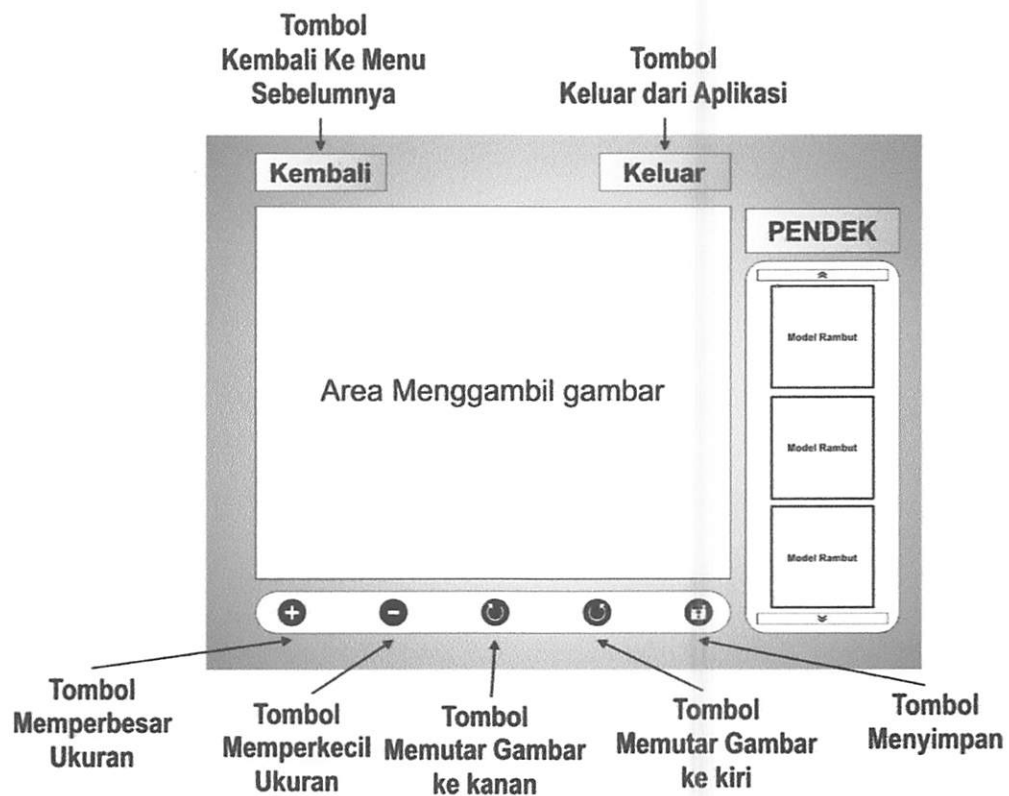 Tombol
Kembali Ke Menu
Sebelumnya
Tombol
Keluar dari Aplikasi
Kembali
Keluar
PENDEK
Model Rambut
Area Menggambil gambar
Model Rambut
Model Rambut
Tombol
Memperbesar
Ukuran
Tombol
Memperkecil
Ukuran
Tombol
Memutar Gambar
ke kanan
Tombol
Memutar Gambar
ke kiri
Tombol
Menyimpan